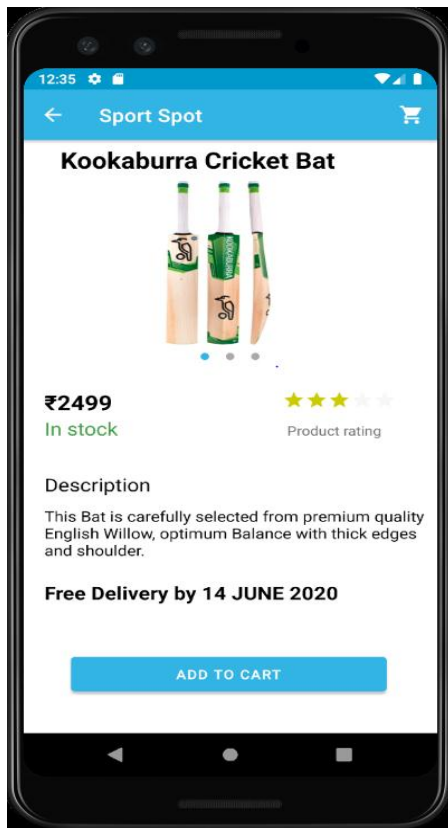 12:35
Sport Spot
Kookaburra Cricket Bat
KOOKABURRA
₹2499
In stock
Product rating
Description
This Bat is carefully selected from premium quality
English Willow, optimum Balance with thick edges
and shoulder.
Free Delivery by 14 JUNE 2020
ADD TO CART